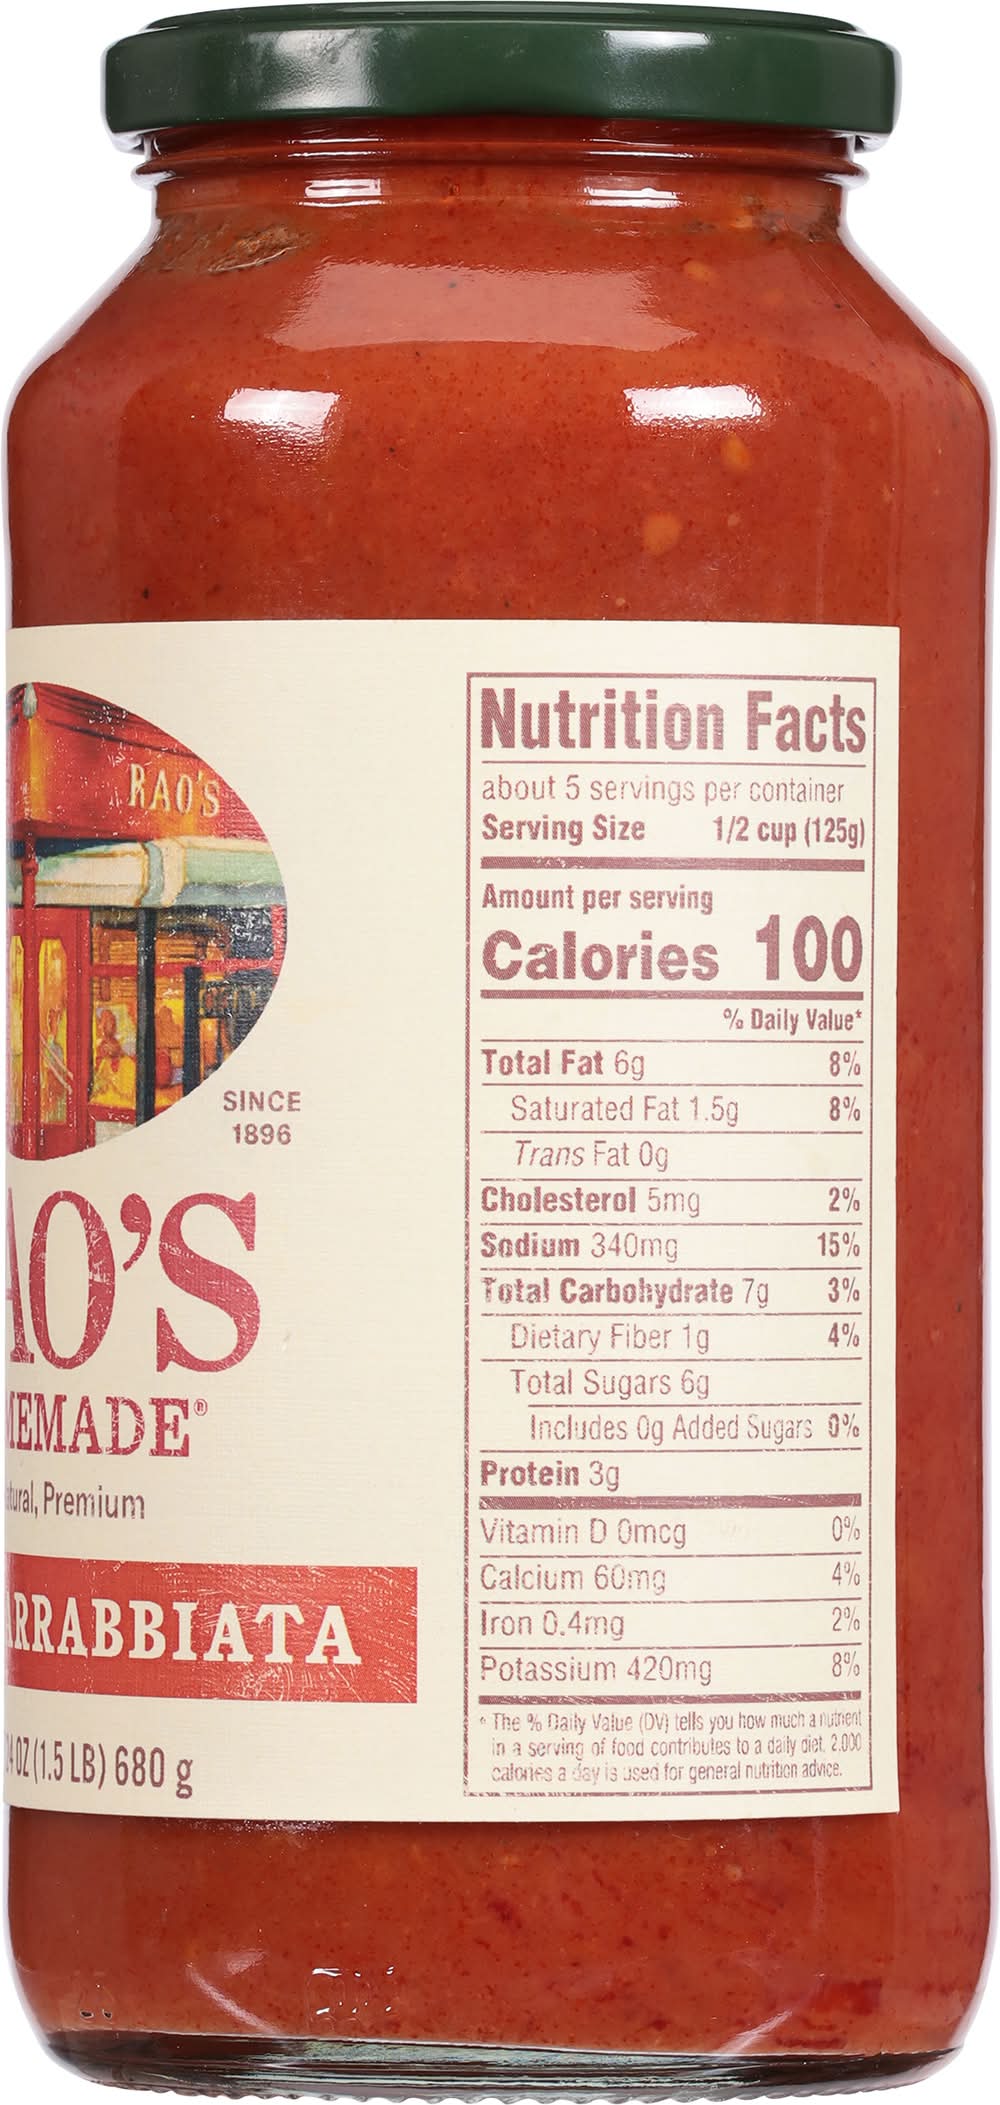 RAO'S
SINCE
1896
AO'S
MEMADE®
atural, Premium
ARRABBIATA
24 OZ (1.5 LB) 680 g
Nutrition Facts
about 5 servings per container
Serving Size 1/2 cup (125g)
Amount per serving
Calories 100
% Daily Value*
Total Fat 6g 8%
Saturated Fat 1.5g 8%
Trans Fat 0g
Cholesterol 5mg 2%
Sodium 340mg 15%
Total Carbohydrate 7g 3%
Dietary Fiber 1g 4%
Total Sugars 6g
Includes 0g Added Sugars 0%
Protein 3g
Vitamin D 0mcg 0%
Calcium 60mg 4%
Iron 0.4mg 2%
Potassium 420mg 8%
* The % Daily Value (DV) tells you how much a nutrient
in a serving of food contributes to a daily diet. 2,000
calories a day is used for general nutrition advice.